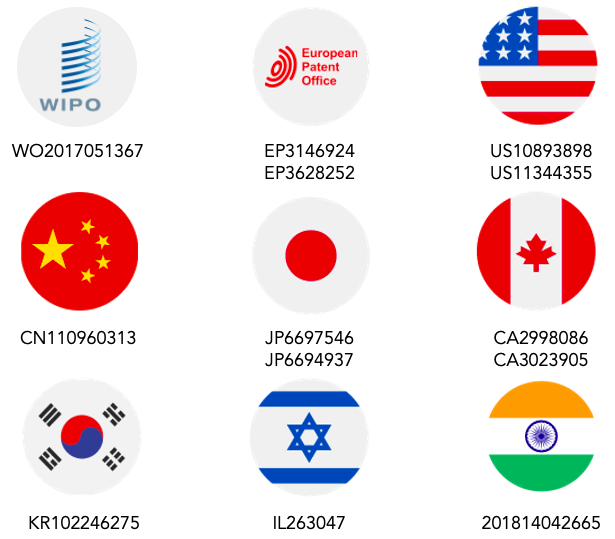 WIPO
European
Patent
Office
WO2017051367
EP3146924
EP3628252
US10893898
US11344355
CN110960313
JP6697546
JP6694937
CA2998086
CA3023905
KR102246275
IL263047
201814042665